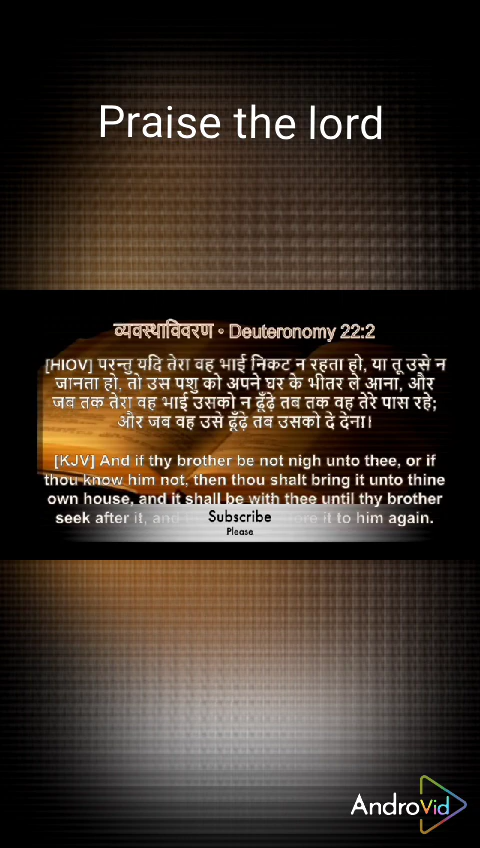 Praise the lord
व्यवस्थाविवरण • Deuteronomy 22:2
[HIOV] परन्तु यदि तेरा वह भाई निकट न रहता हो, या तू उसे न
जानता हो, तो उस पशु को अपने घर के भीतर ले आना, और
जब तक तेरा वह भाई उसको न ढूँढ़े तब तक वह तेरे पास रहे;
और जब वह उसे ढूँढ़े तब उसको दे देना।
[KJV] And if thy brother be not nigh unto thee, or if
thou know him not, then thou shalt bring it unto thine
own house, and it shall be with thee until thy brother
seek after it, and it to him again.
Subscribe
Please
AndroVid